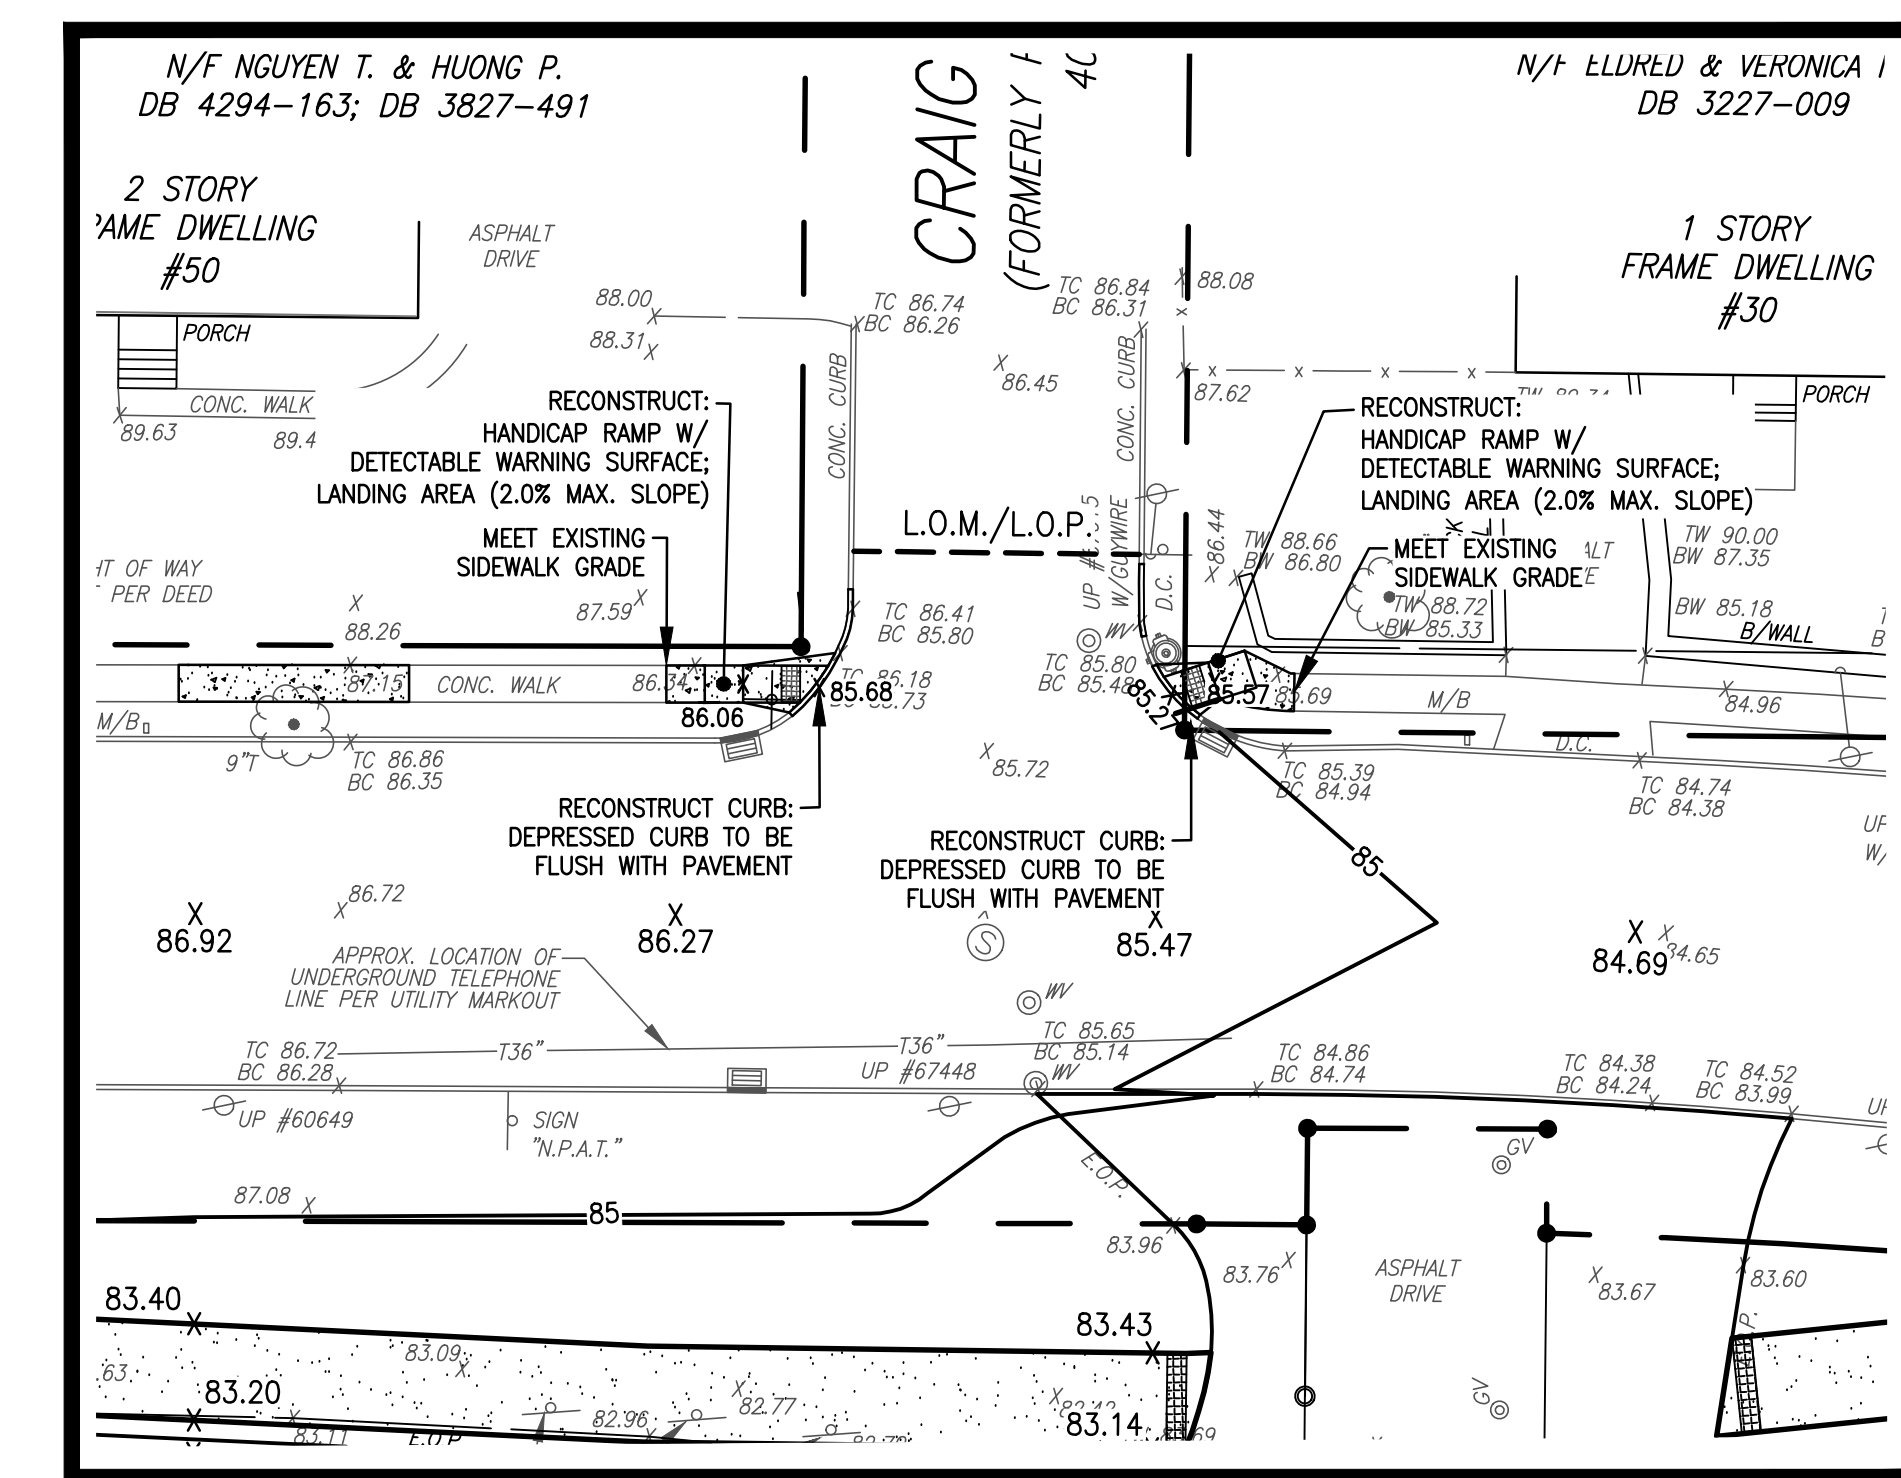 N/F NGUYEN T. & HUONG P.
DB 4294-163; DB 3827-491
2 STORY
FRAME DWELLING
#50
PORCH
ASPHALT
DRIVE
CONC. WALK
89.63
89.4
88.00
88.31
CRAIG
(FORMERLY
TC 86.74
BC 86.26
TC 86.84
BC 86.31
88.08
86.45
87.62
CONC. CURB
CONC. CURB
N/F ELDRED & VERONICA
DB 3227-009
1 STORY
FRAME DWELLING
#30
PORCH
RECONSTRUCT:
HANDICAP RAMP W/
DETECTABLE WARNING SURFACE;
LANDING AREA (2.0% MAX. SLOPE)
MEET EXISTING
SIDEWALK GRADE
RECONSTRUCT:
HANDICAP RAMP W/
DETECTABLE WARNING SURFACE;
LANDING AREA (2.0% MAX. SLOPE)
MEET EXISTING
SIDEWALK GRADE
L.O.M./L.O.P.
W/GUYWIRE
D.C.
86.44
TW 88.66
BW 86.80
TW 88.72
BW 85.33
TW 90.00
BW 87.35
BW 85.18
B/WALL
OF WAY
PER DEED
88.26
87.59
TC 86.41
BC 85.80
WV
TC 85.80
BC 85.48
87.15
CONC. WALK
86.34
86.06
TC 86.18
85.68
85.27
85.57
85.69
M/B
84.96
M/B
9"T
TC 86.86
BC 86.35
85.72
TC 85.39
BC 84.94
D.C.
TC 84.74
BC 84.38
RECONSTRUCT CURB:
DEPRESSED CURB TO BE
FLUSH WITH PAVEMENT
RECONSTRUCT CURB:
DEPRESSED CURB TO BE
FLUSH WITH PAVEMENT
85
86.72
86.92
86.27
S
85.47
84.69
84.65
APPROX. LOCATION OF
UNDERGROUND TELEPHONE
LINE PER UTILITY MARKOUT
WV
TC 86.72
BC 86.28
T36"
T36"
TC 85.65
BC 85.14
UP #67448
WV
TC 84.86
BC 84.74
TC 84.38
BC 84.24
TC 84.52
BC 83.99
UP #60649
SIGN
"N.P.A.T."
E.O.P.
GV
87.08
85
83.96
83.76
ASPHALT
DRIVE
83.67
83.60
83.40
83.43
83.09
83.20
82.96
82.77
83.14
83.11
E.O.P.
GV